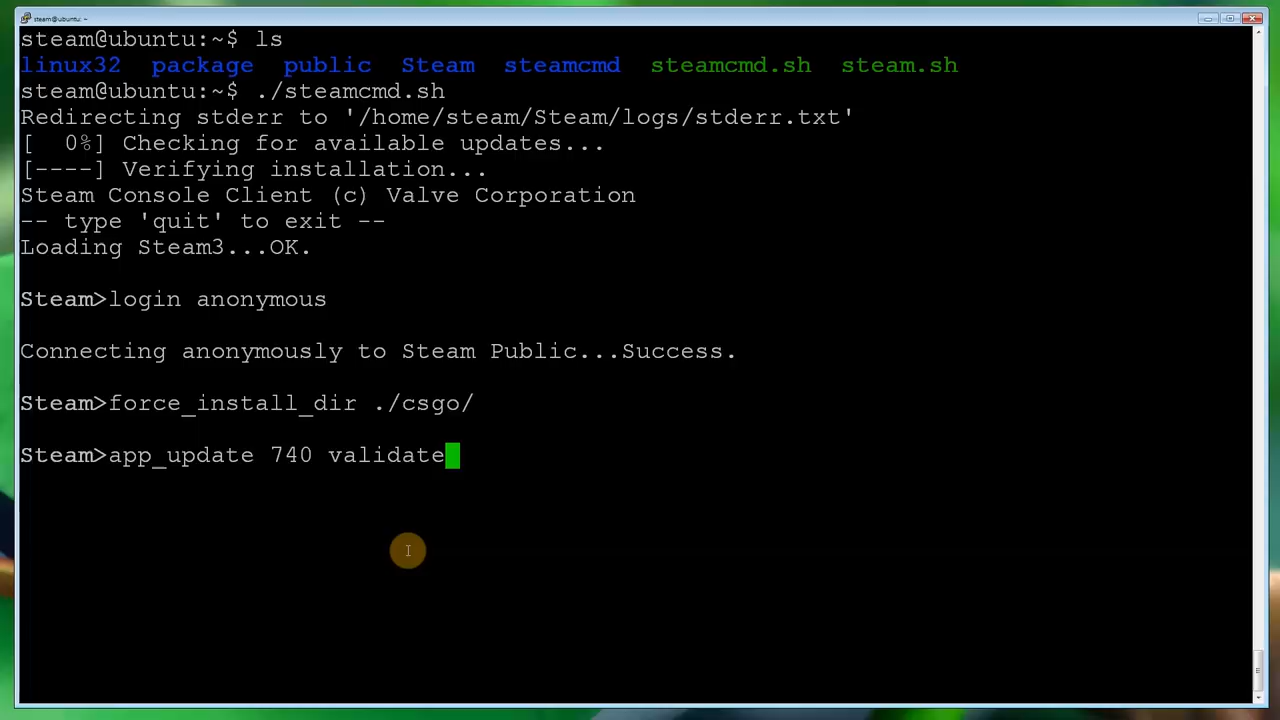 steam@ubuntu: ~
steam@ubuntu:~$ ls
linux32  package  public  Steam  steamcmd  steamcmd.sh  steam.sh
steam@ubuntu:~$ ./steamcmd.sh
Redirecting stderr to '/home/steam/Steam/logs/stderr.txt'
[  0%] Checking for available updates...
[----] Verifying installation...
Steam Console Client (c) Valve Corporation
-- type 'quit' to exit --
Loading Steam3...OK.
Steam>login anonymous
Connecting anonymously to Steam Public...Success.
Steam>force_install_dir ./csgo/
Steam>app_update 740 validate